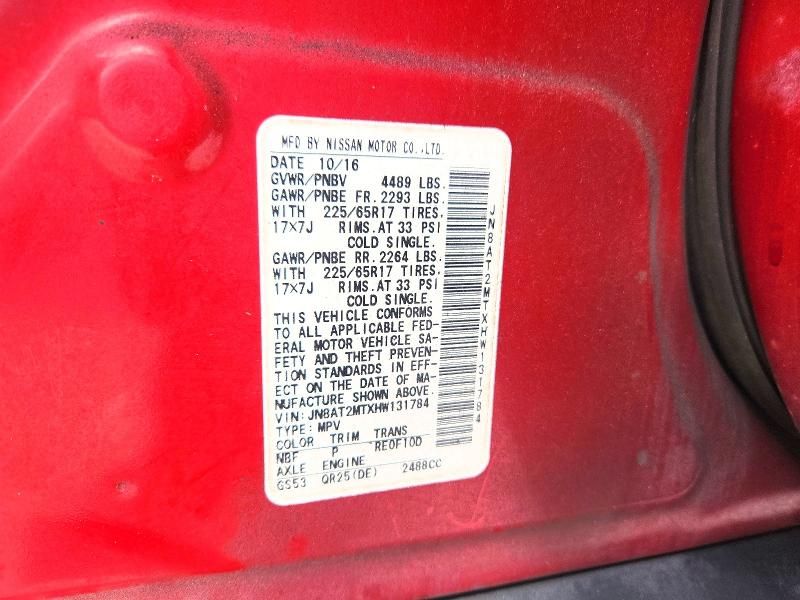 MFD BY NISSAN MOTOR CO.,LTD.
DATE 10/16
GVWR/PNBV 4489 LBS.
GAWR/PNBE FR. 2293 LBS.
WITH 225/65R17 TIRES.
17×7J RIMS.AT 33 PSI
COLD SINGLE.
GAWR/PNBE RR. 2264 LBS.
WITH 225/65R17 TIRES.
17×7J RIMS.AT 33 PSI
COLD SINGLE.
THIS VEHICLE CONFORMS
TO ALL APPLICABLE FED-
ERAL MOTOR VEHICLE SA-
FETY AND THEFT PREVEN-
TION STANDARDS IN EFF-
ECT ON THE DATE OF MA-
NUFACTURE SHOWN ABOVE.
VIN: JN8AT2MTXHW131784
TYPE: MPV
COLOR TRIM TRANS
NBF P RE0F10D
AXLE ENGINE
GS53 QR25(DE) 2488CC
JN8AT2MTXHW131784